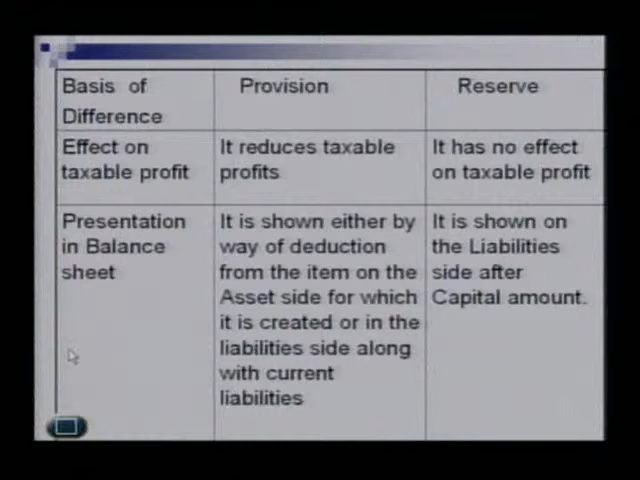 Basis of Difference
Provision
Reserve
Effect on taxable profit
It reduces taxable profits
It has no effect on taxable profit
Presentation in Balance sheet
It is shown either by way of deduction from the item on the Asset side for which it is created or in the liabilities side along with current liabilities
It is shown on the Liabilities side after Capital amount.